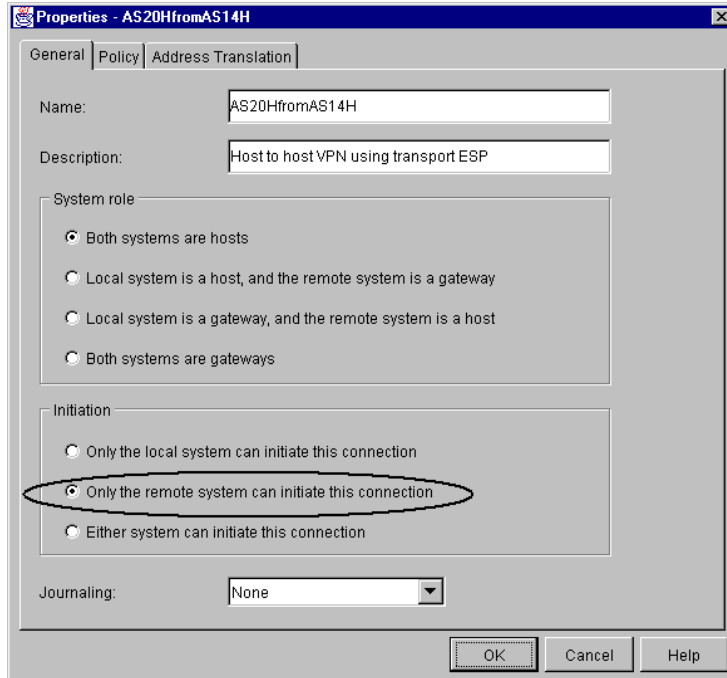 Properties - AS20HfromAS14H
General Policy Address Translation
Name: AS20HfromAS14H
Description: Host to host VPN using transport ESP
System role
Both systems are hosts
Local system is a host, and the remote system is a gateway
Local system is a gateway, and the remote system is a host
Both systems are gateways
Initiation
Only the local system can initiate this connection
Only the remote system can initiate this connection
Either system can initiate this connection
Journaling: None
OK Cancel Help